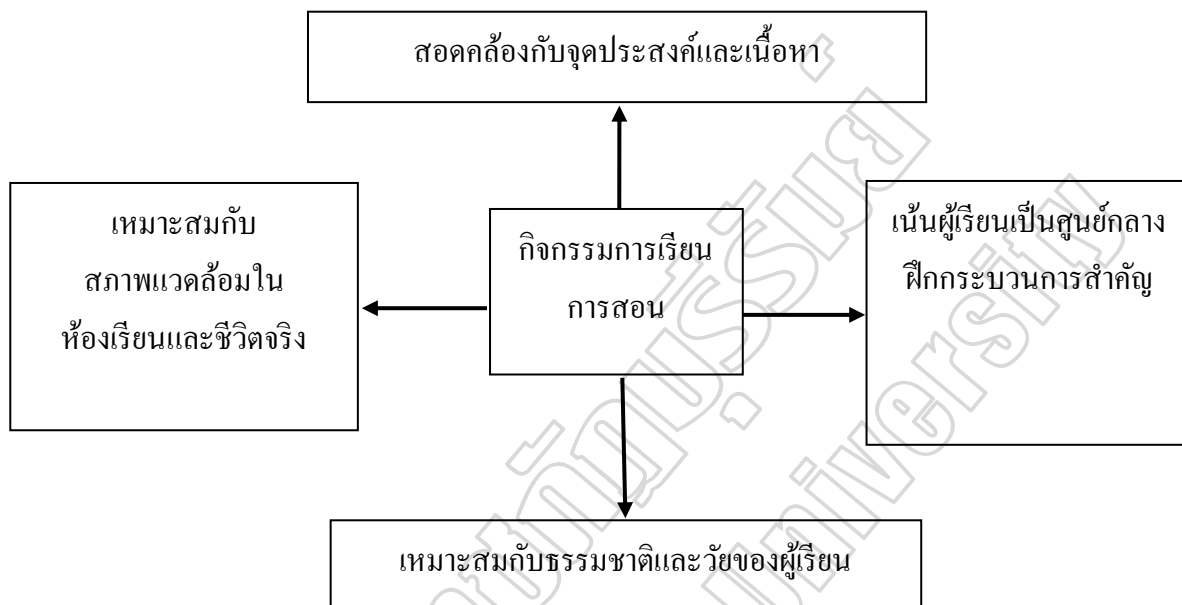 สอดคล้องกับจุดประสงค์และเนื้อหา
เหมาะสมกับ
สภาพแวดล้อมใน
ห้องเรียนและชีวิตจริง
กิจกรรมการเรียน
การสอน
เน้นผู้เรียนเป็นศูนย์กลาง
ฝึกกระบวนการสำคัญ
เหมาะสมกับธรรมชาติและวัยของผู้เรียน
University